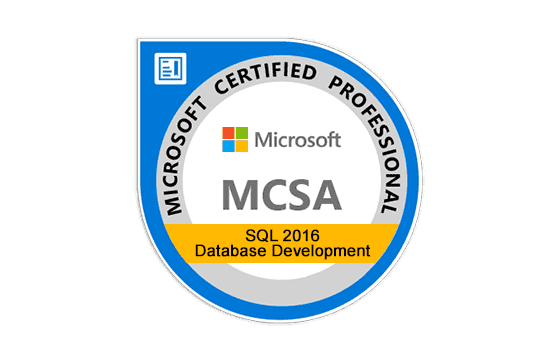 MICROSOFT CERTIFIED PROFESSIONAL
Microsoft
MCSA
SQL 2016
Database Development